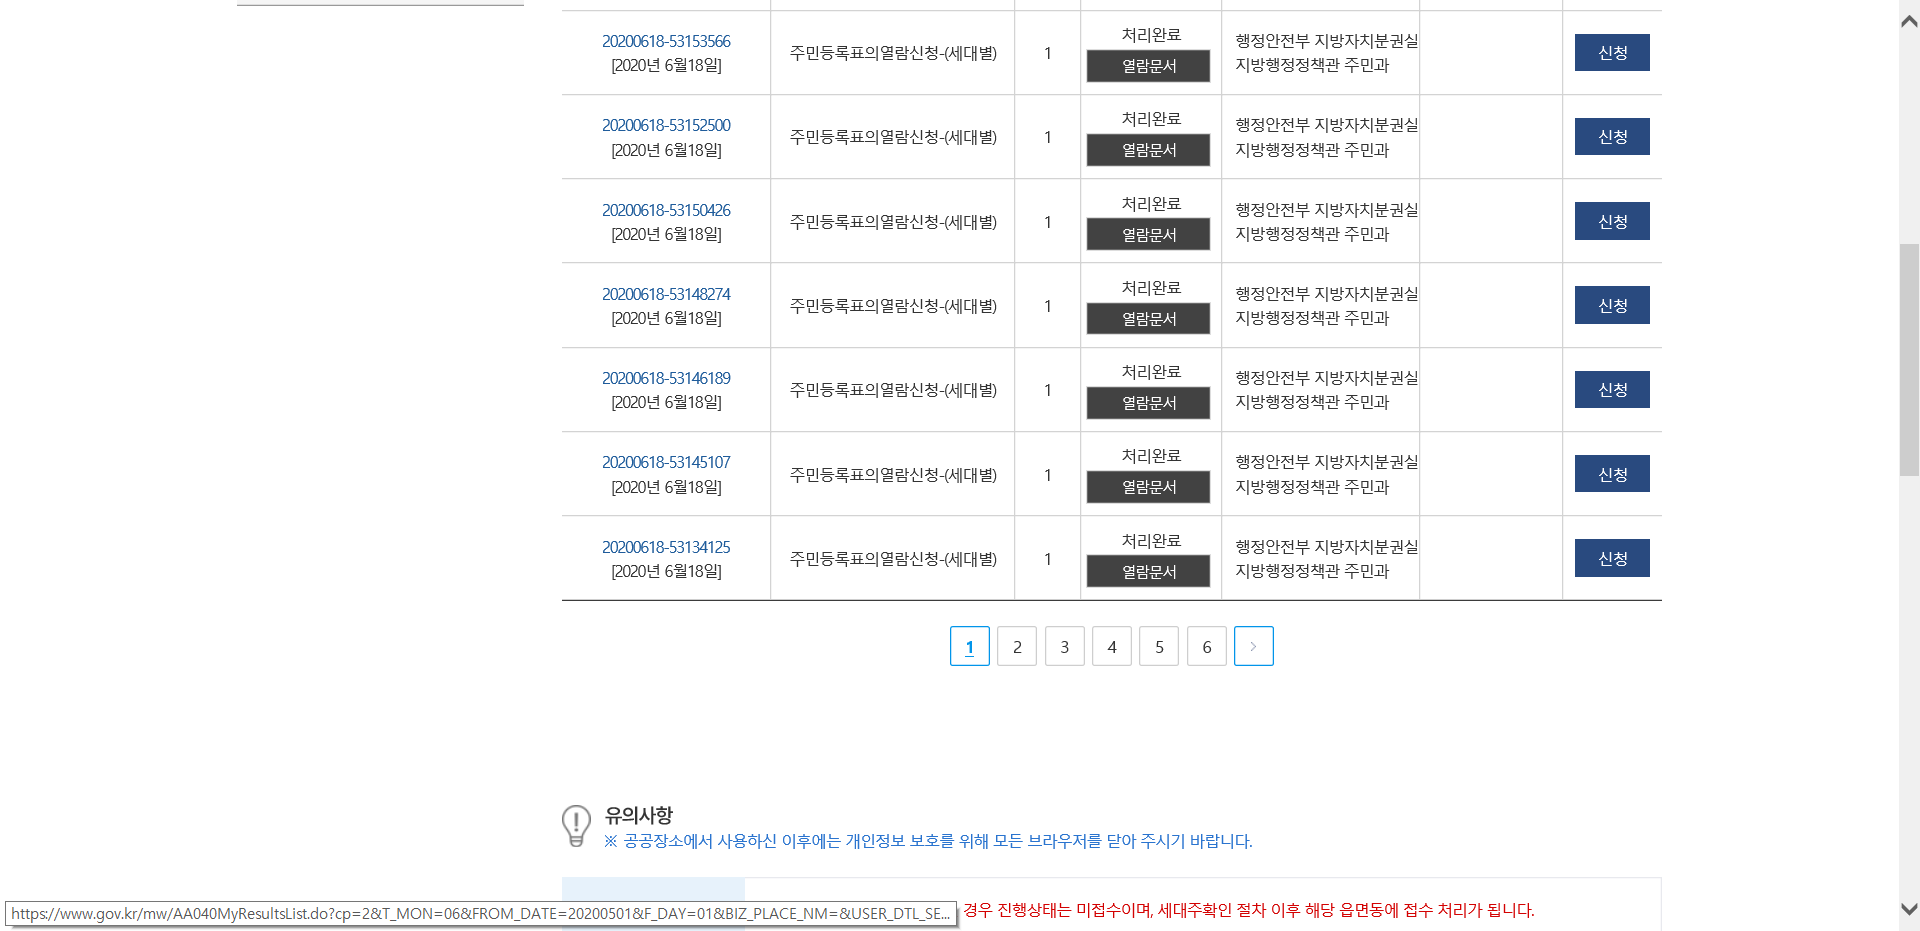 20200618-53153566
[2020년 6월18일]
주민등록표의열람신청-(세대별)
1
처리완료
열람문서
행정안전부 지방자치분권실
지방행정정책관 주민과
신청
20200618-53152500
[2020년 6월18일]
주민등록표의열람신청-(세대별)
1
처리완료
열람문서
행정안전부 지방자치분권실
지방행정정책관 주민과
신청
20200618-53150426
[2020년 6월18일]
주민등록표의열람신청-(세대별)
1
처리완료
열람문서
행정안전부 지방자치분권실
지방행정정책관 주민과
신청
20200618-53148274
[2020년 6월18일]
주민등록표의열람신청-(세대별)
1
처리완료
열람문서
행정안전부 지방자치분권실
지방행정정책관 주민과
신청
20200618-53146189
[2020년 6월18일]
주민등록표의열람신청-(세대별)
1
처리완료
열람문서
행정안전부 지방자치분권실
지방행정정책관 주민과
신청
20200618-53145107
[2020년 6월18일]
주민등록표의열람신청-(세대별)
1
처리완료
열람문서
행정안전부 지방자치분권실
지방행정정책관 주민과
신청
20200618-53134125
[2020년 6월18일]
주민등록표의열람신청-(세대별)
1
처리완료
열람문서
행정안전부 지방자치분권실
지방행정정책관 주민과
신청
1 2 3 4 5 6 >
유의사항
※ 공공장소에서 사용하신 이후에는 개인정보 보호를 위해 모든 브라우저를 닫아 주시기 바랍니다.
경우 진행상태는 미접수이며, 세대주확인 절차 이후 해당 읍면동에 접수 처리가 됩니다.
https://www.gov.kr/mw/AA040MyResultsList.do?cp=2&T_MON=06&FROM_DATE=20200501&F_DAY=01&BIZ_PLACE_NM=&USER_DTL_SE...